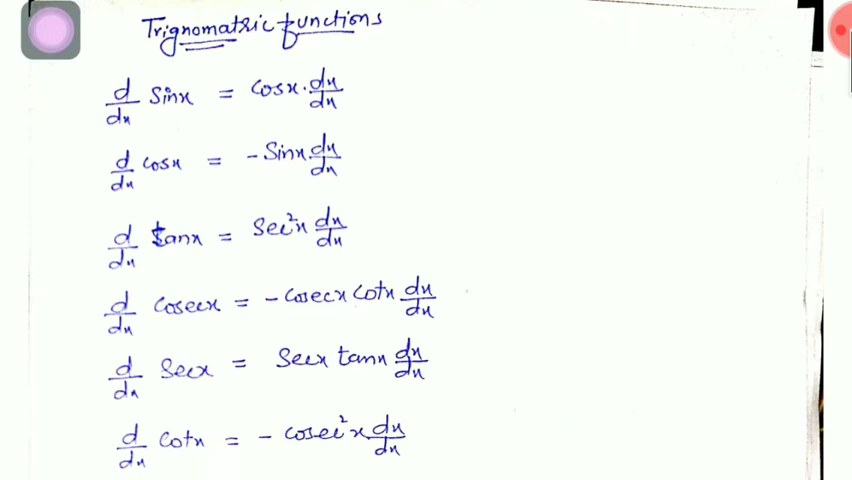 Trignomatric functions
d/dx Sinx = Cosx · dx/dx
d/dx Cosx = - Sinx dx/dx
d/dx tanx = Sec²x dx/dx
d/dx Cosecx = - Cosecx Cotx dx/dx
d/dx Secx = Secx tanx dx/dx
d/dx Cotx = - Cosec²x dx/dx